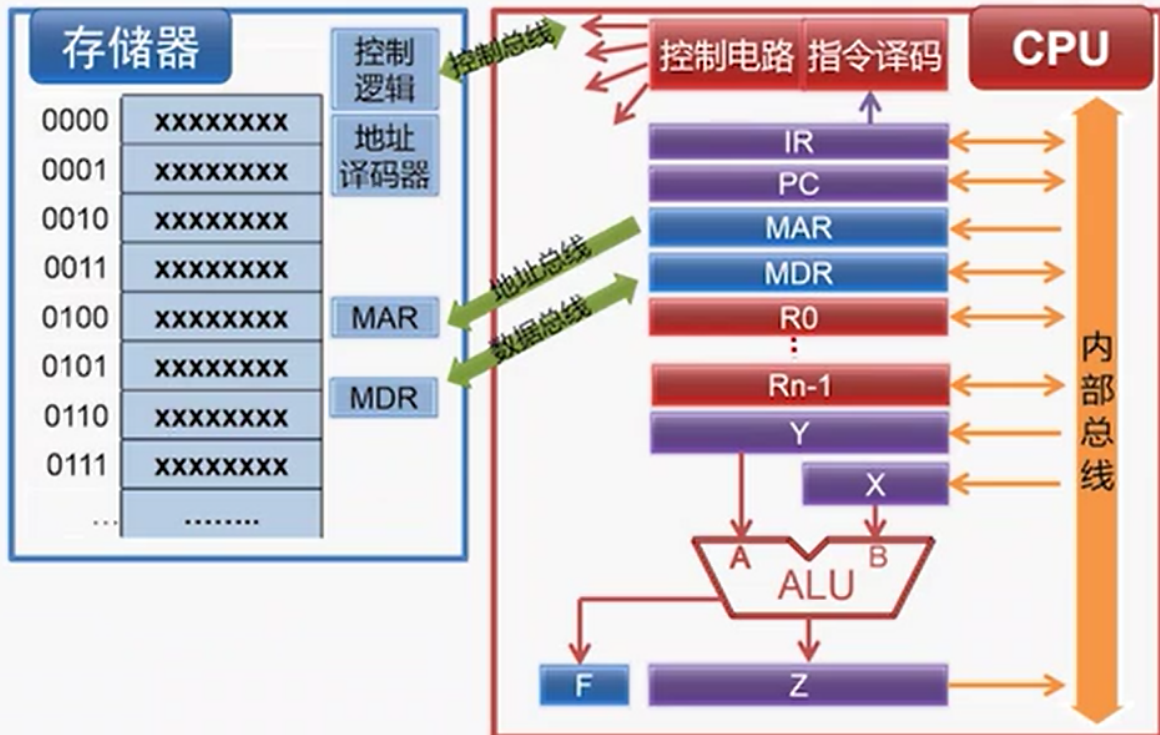 存储器
控制
逻辑
地址
译码器
0000 xxxxxxxx
0001 xxxxxxxx
0010 xxxxxxxx
0011 xxxxxxxx
0100 xxxxxxxx
0101 xxxxxxxx
0110 xxxxxxxx
0111 xxxxxxxx
... ........
MAR
MDR
控制总线
地址总线
数据总线
CPU
控制电路 指令译码
IR
PC
MAR
MDR
R0
⋮
Rn-1
Y
X
A B
ALU
F Z
内部总线